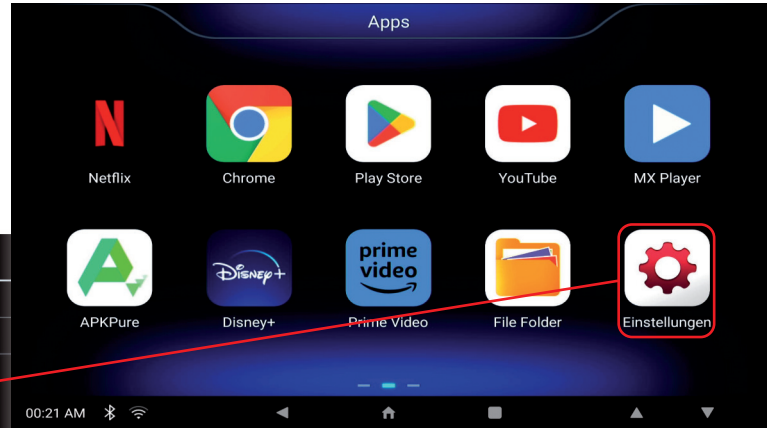 Apps
N
Netflix
Chrome
Play Store
YouTube
MX Player
Disney+
prime
video
APKPure
Disney+
Prime Video
File Folder
Einstellungen
00:21 AM